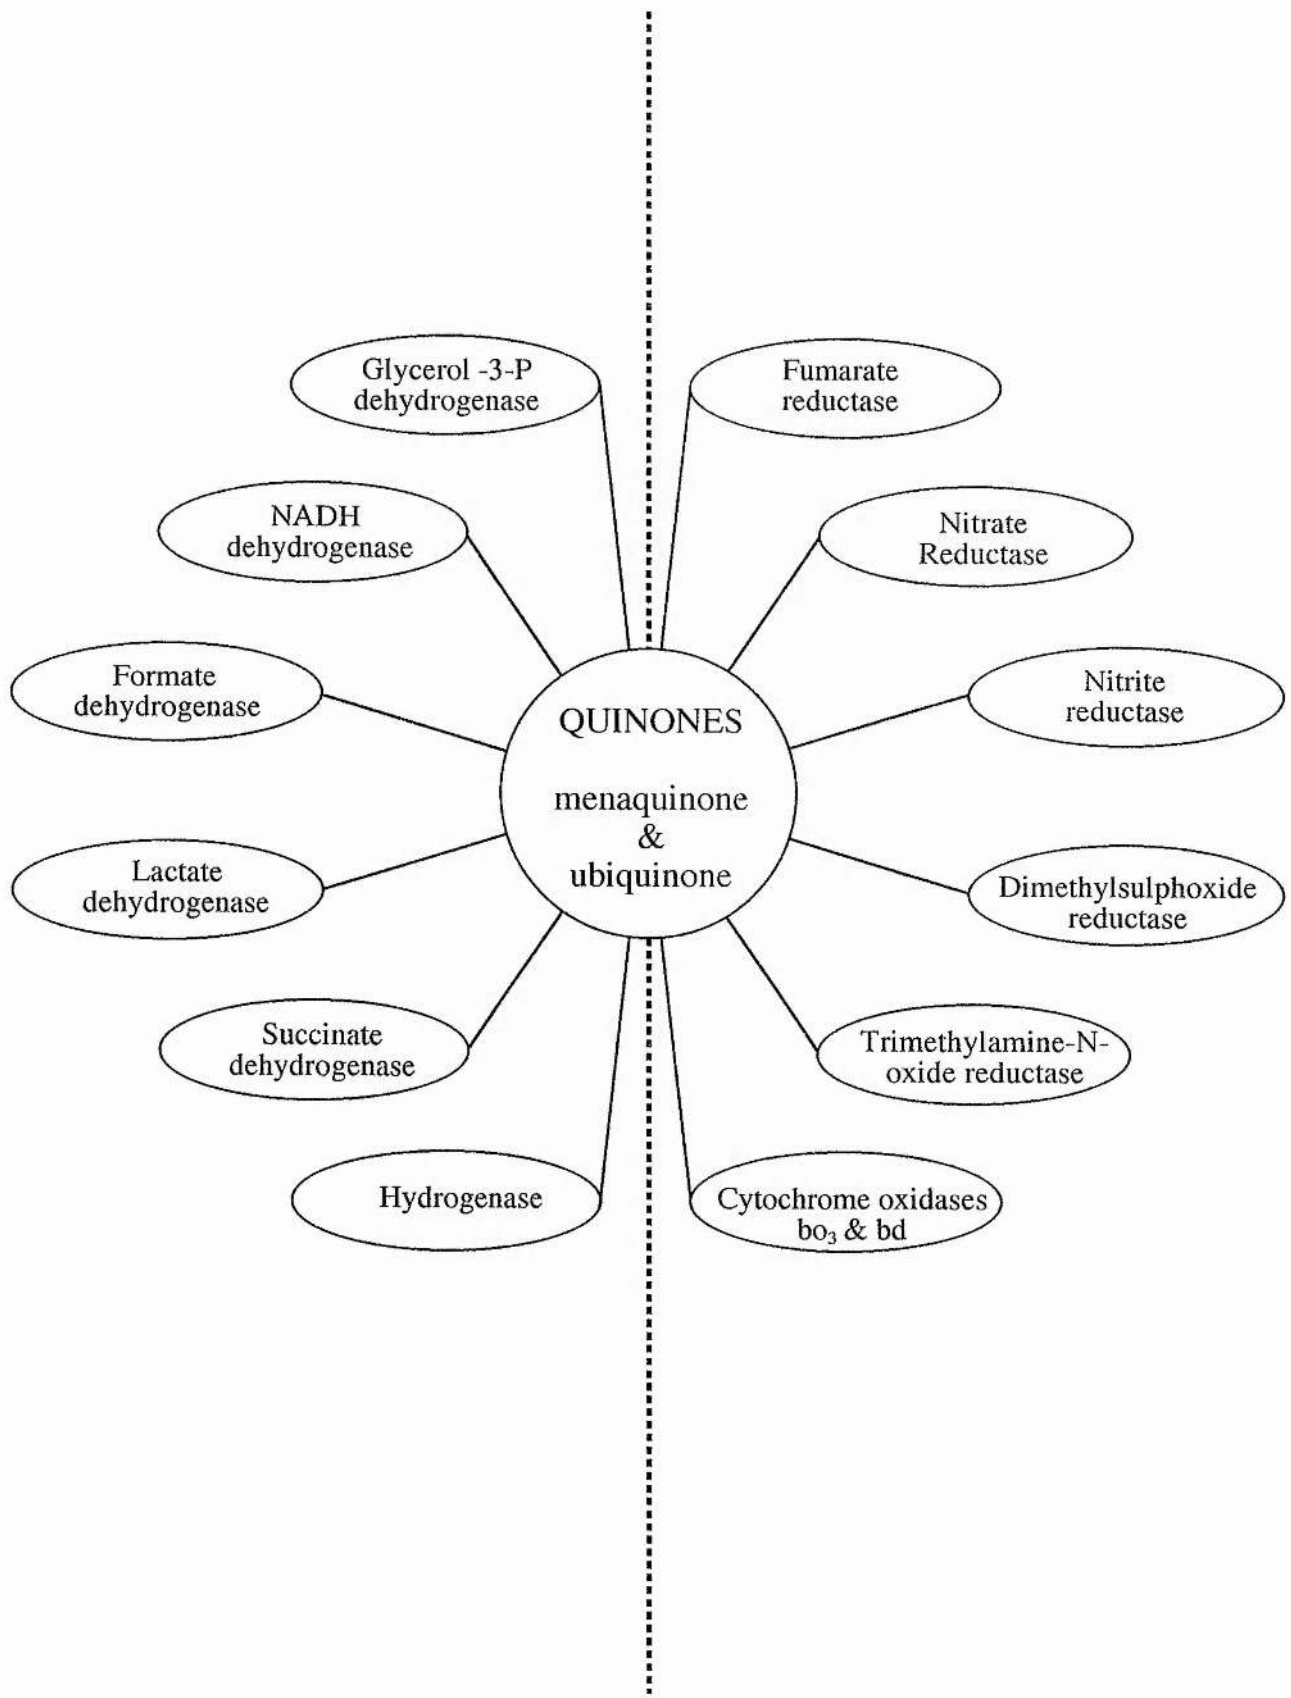 Glycerol -3-P
dehydrogenase
Fumarate
reductase
NADH
dehydrogenase
Nitrate
Reductase
Formate
dehydrogenase
Nitrite
reductase
QUINONES
menaquinone
&
ubiquinone
Lactate
dehydrogenase
Dimethylsulphoxide
reductase
Succinate
dehydrogenase
Trimethylamine-N-
oxide reductase
Hydrogenase
Cytochrome oxidases
bo₃ & bd